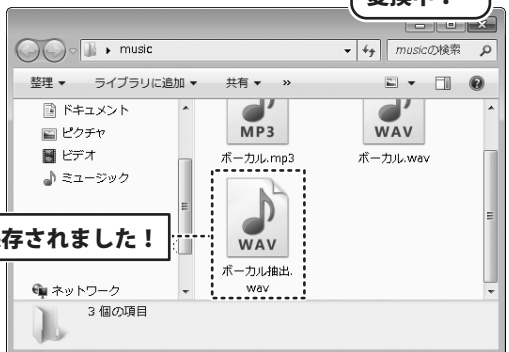 変換中！
music
musicの検索
整理
ライブラリに追加
共有
»
ドキュメント
ピクチャ
ビデオ
ミュージック
ネットワーク
MP3
ボーカル.mp3
WAV
ボーカル.wav
WAV
ボーカル抽出.
wav
存されました！
3 個の項目